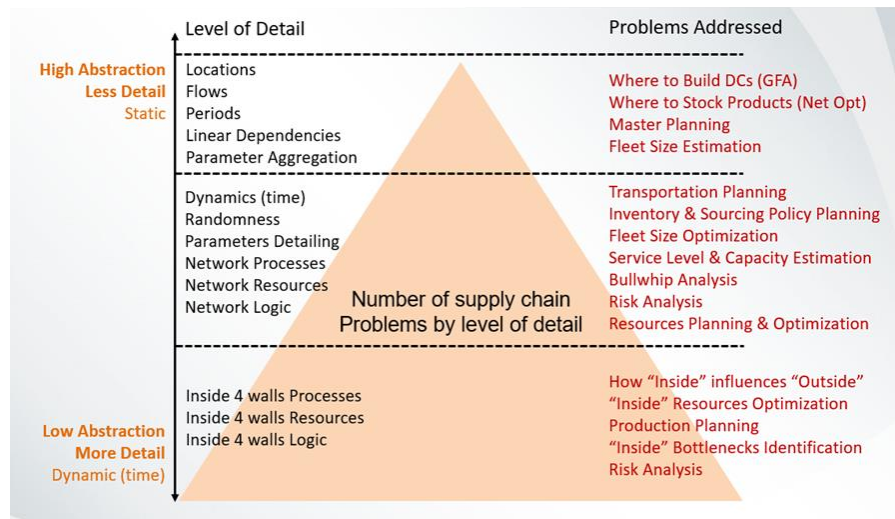 Level of Detail
Problems Addressed
High Abstraction
Less Detail
Static
Locations
Flows
Periods
Linear Dependencies
Parameter Aggregation
Where to Build DCs (GFA)
Where to Stock Products (Net Opt)
Master Planning
Fleet Size Estimation
Dynamics (time)
Randomness
Parameters Detailing
Network Processes
Network Resources
Network Logic
Number of supply chain
Problems by level of detail
Transportation Planning
Inventory & Sourcing Policy Planning
Fleet Size Optimization
Service Level & Capacity Estimation
Bullwhip Analysis
Risk Analysis
Resources Planning & Optimization
Low Abstraction
More Detail
Dynamic (time)
Inside 4 walls Processes
Inside 4 walls Resources
Inside 4 walls Logic
How “Inside” influences “Outside”
“Inside” Resources Optimization
Production Planning
“Inside” Bottlenecks Identification
Risk Analysis